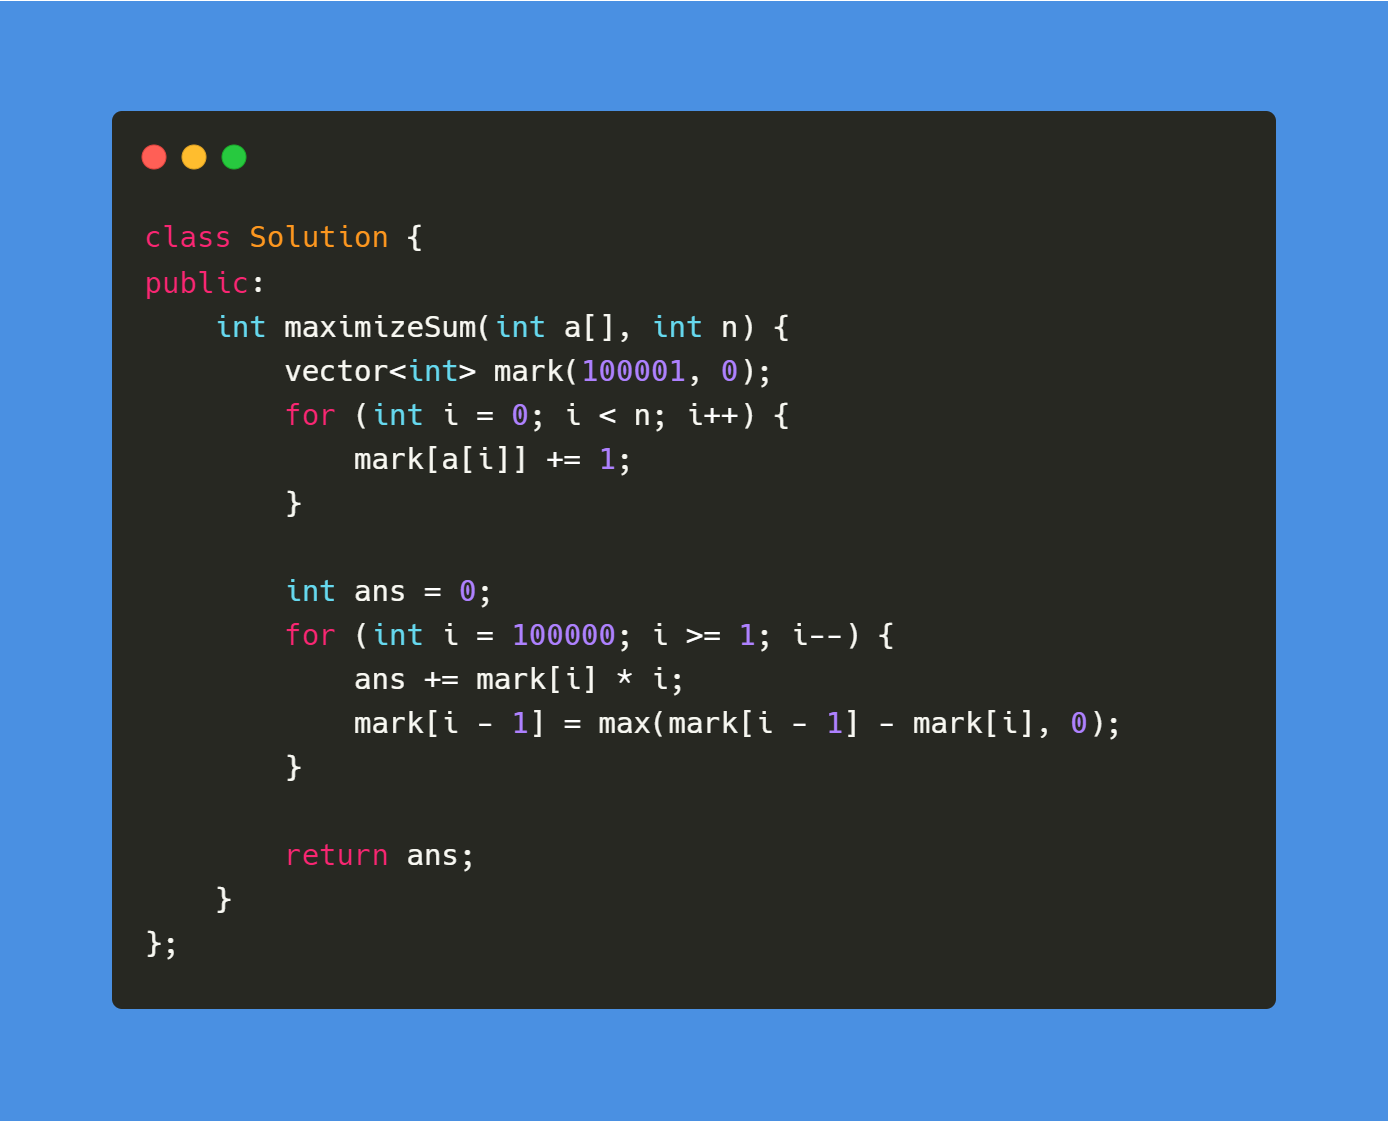 class Solution {
public:
    int maximizeSum(int a[], int n) {
        vector<int> mark(100001, 0);
        for (int i = 0; i < n; i++) {
            mark[a[i]] += 1;
        }

        int ans = 0;
        for (int i = 100000; i >= 1; i--) {
            ans += mark[i] * i;
            mark[i - 1] = max(mark[i - 1] - mark[i], 0);
        }

        return ans;
    }
};